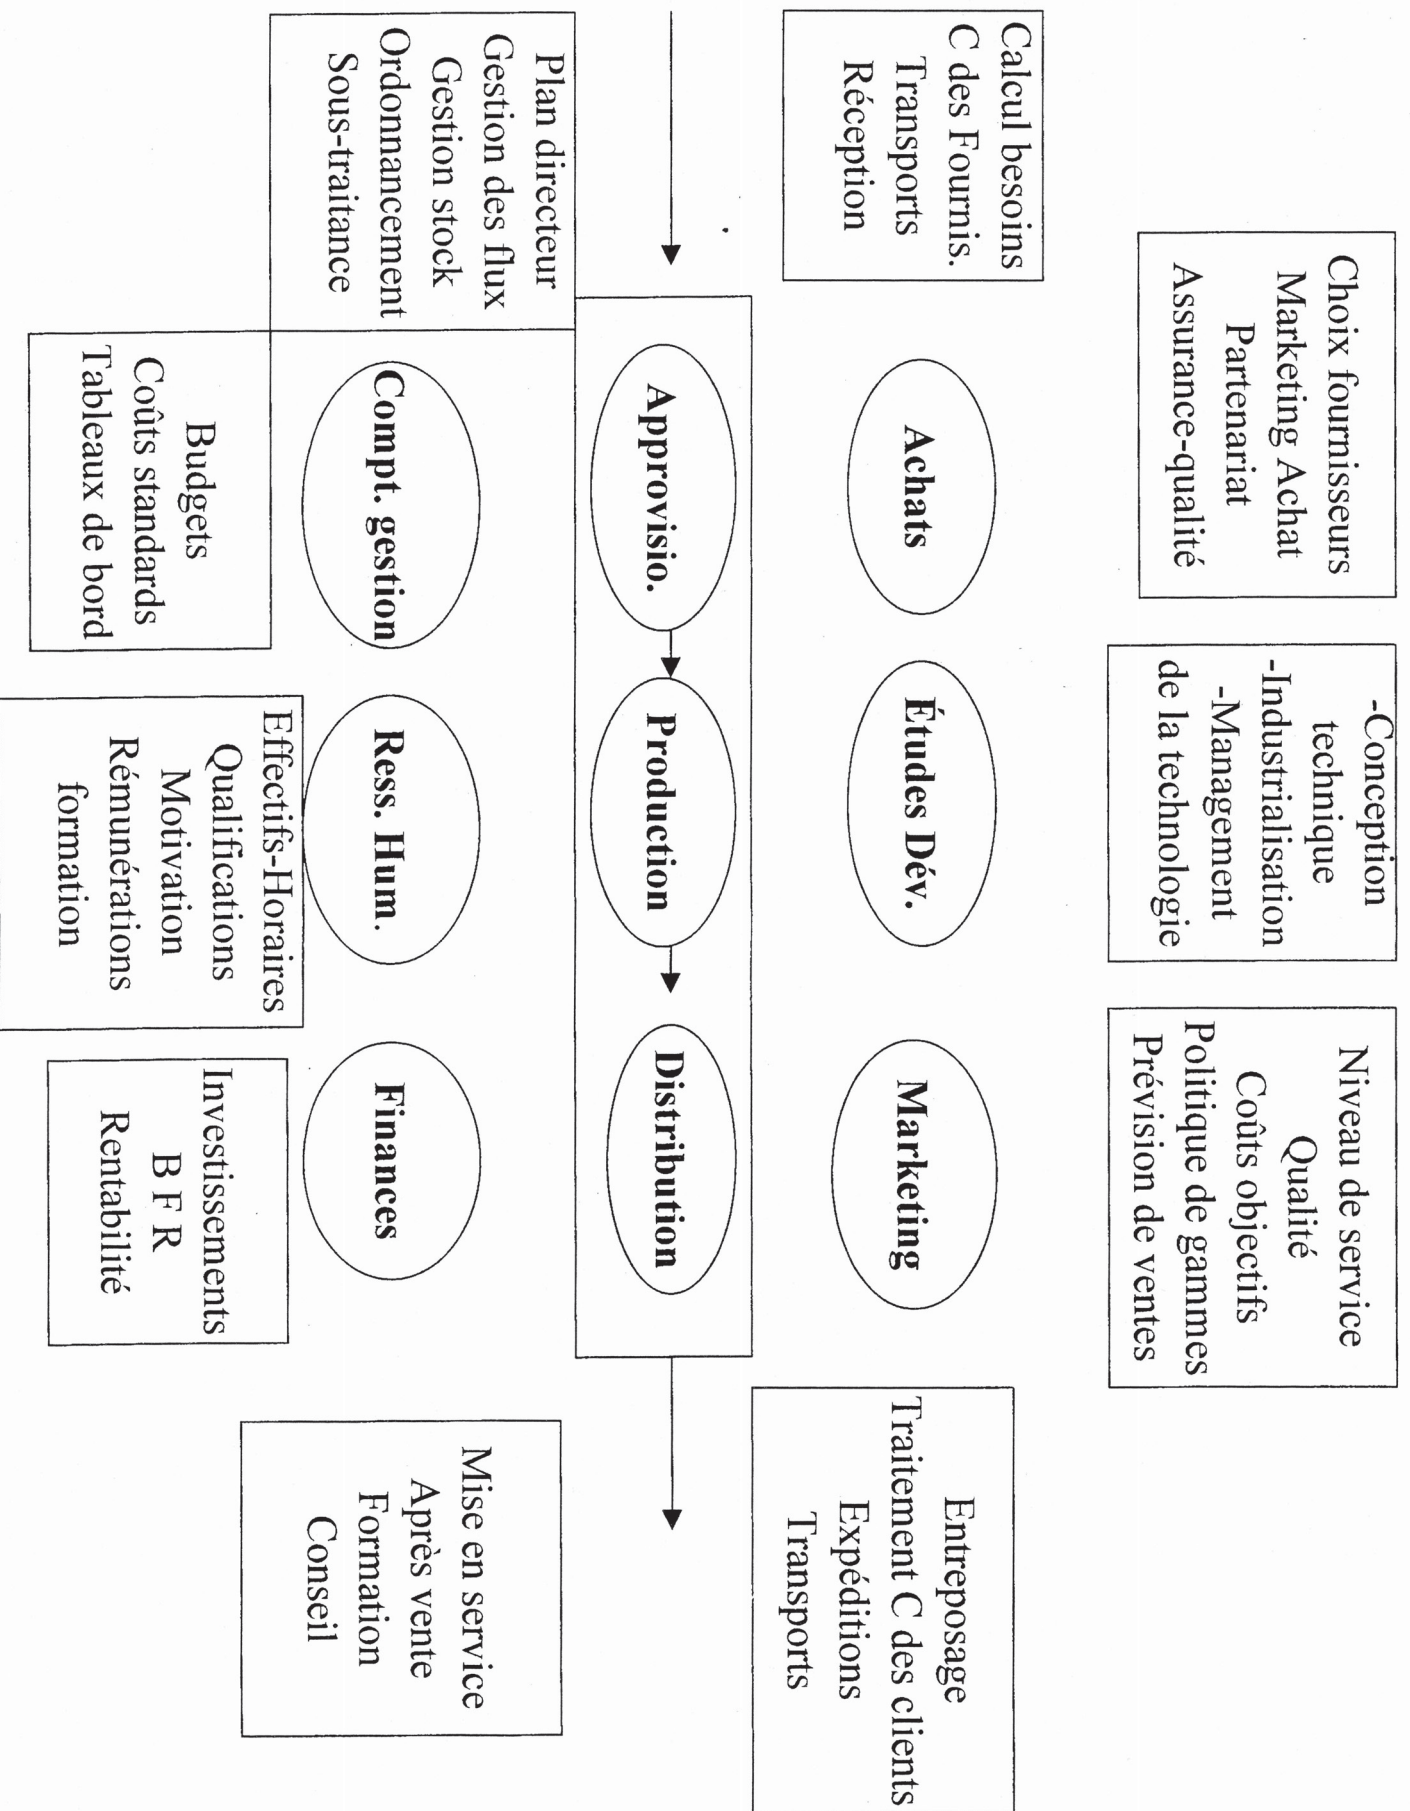 Choix fournisseurs
Marketing Achat
Partenariat
Assurance-qualité
-Conception
technique
-Industrialisation
-Management
de la technologie
Niveau de service
Qualité
Coûts objectifs
Politique de gammes
Prévision de ventes
Calcul besoins
C des Fournis.
Transports
Réception
Achats
Études Dév.
Marketing
Entreposage
Traitement C des clients
Expéditions
Transports
Approvisio.
Production
Distribution
Plan directeur
Gestion des flux
Gestion stock
Ordonnancement
Sous-traitance
Compt. gestion
Ress. Hum.
Finances
Mise en service
Après vente
Formation
Conseil
Budgets
Coûts standards
Tableaux de bord
Effectifs-Horaires
Qualifications
Motivation
Rémunérations
formation
Investissements
B F R
Rentabilité